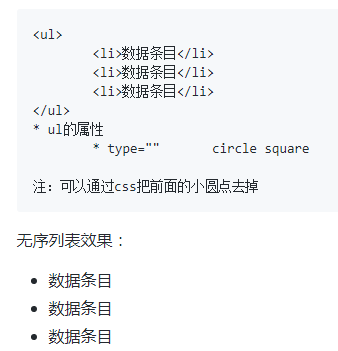 <ul>
<li>数据条目</li>
<li>数据条目</li>
<li>数据条目</li>
</ul>
* ul的属性
* type="" circle square
注：可以通过css把前面的小圆点去掉
无序列表效果：
• 数据条目
• 数据条目
• 数据条目